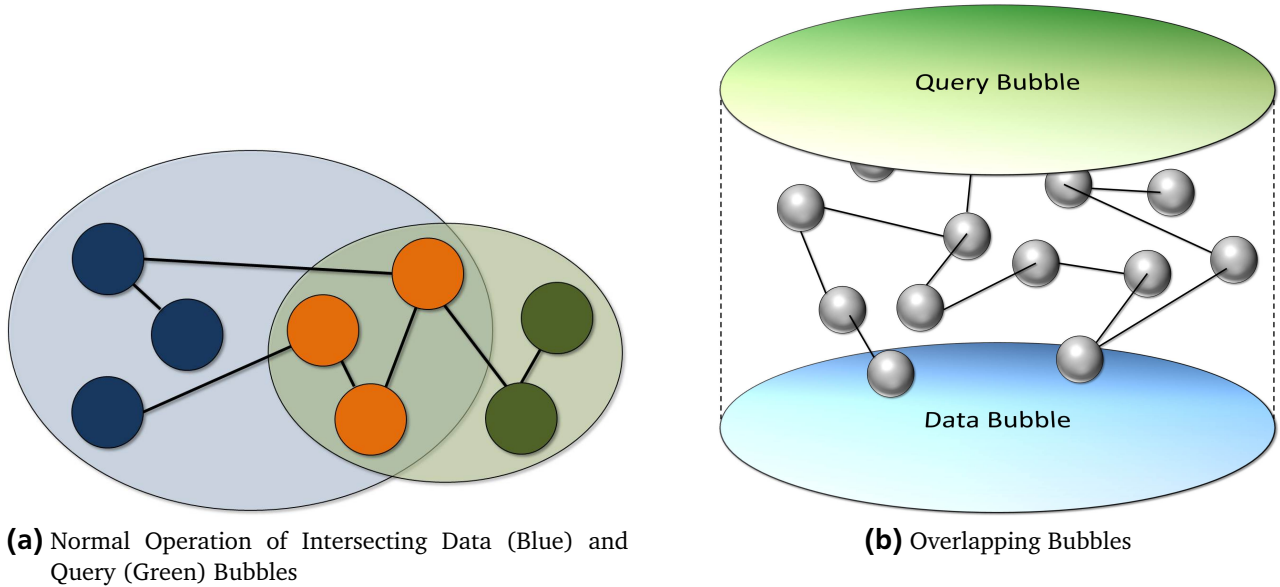 Query Bubble
Data Bubble
(a) Normal Operation of Intersecting Data (Blue) and
Query (Green) Bubbles
(b) Overlapping Bubbles